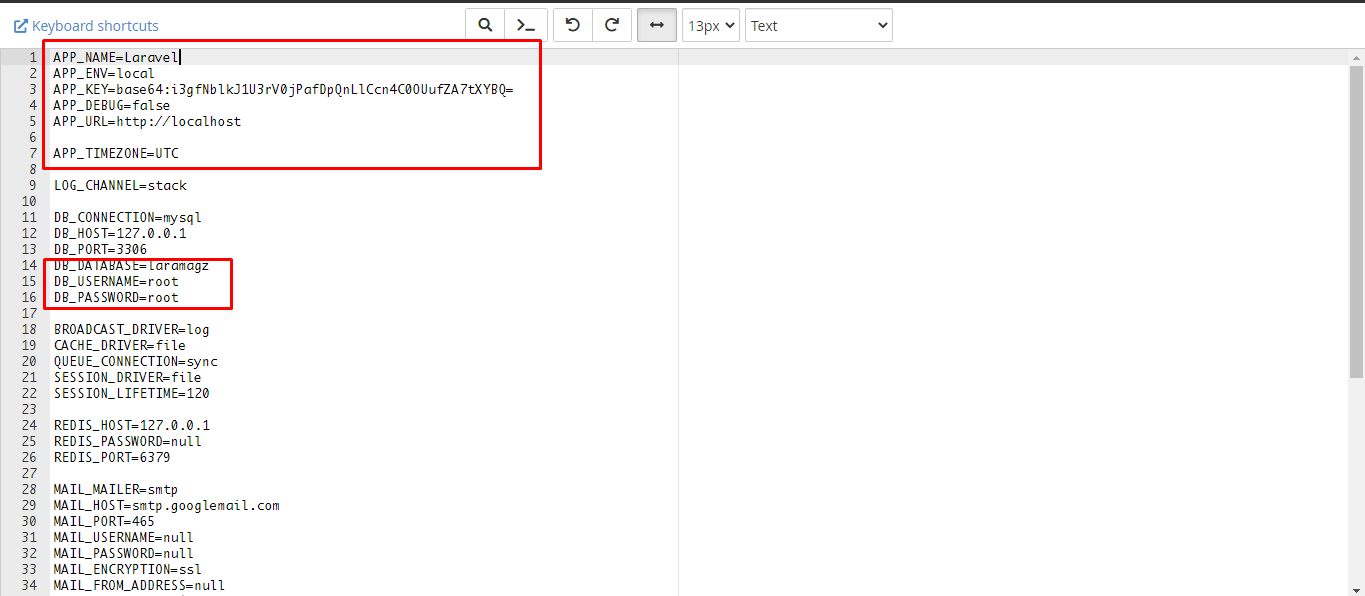 Keyboard shortcuts
13px
Text
1 APP_NAME=Laravel
2 APP_ENV=local
3 APP_KEY=base64:i3gfNblkJ1U3rV0jPafDpQnLlCcn4C0OUufZA7tXYBQ=
4 APP_DEBUG=false
5 APP_URL=http://localhost
6
7 APP_TIMEZONE=UTC
8
9 LOG_CHANNEL=stack
10
11 DB_CONNECTION=mysql
12 DB_HOST=127.0.0.1
13 DB_PORT=3306
14 DB_DATABASE=laramagz
15 DB_USERNAME=root
16 DB_PASSWORD=root
17
18 BROADCAST_DRIVER=log
19 CACHE_DRIVER=file
20 QUEUE_CONNECTION=sync
21 SESSION_DRIVER=file
22 SESSION_LIFETIME=120
23
24 REDIS_HOST=127.0.0.1
25 REDIS_PASSWORD=null
26 REDIS_PORT=6379
27
28 MAIL_MAILER=smtp
29 MAIL_HOST=smtp.googlemail.com
30 MAIL_PORT=465
31 MAIL_USERNAME=null
32 MAIL_PASSWORD=null
33 MAIL_ENCRYPTION=ssl
34 MAIL_FROM_ADDRESS=null